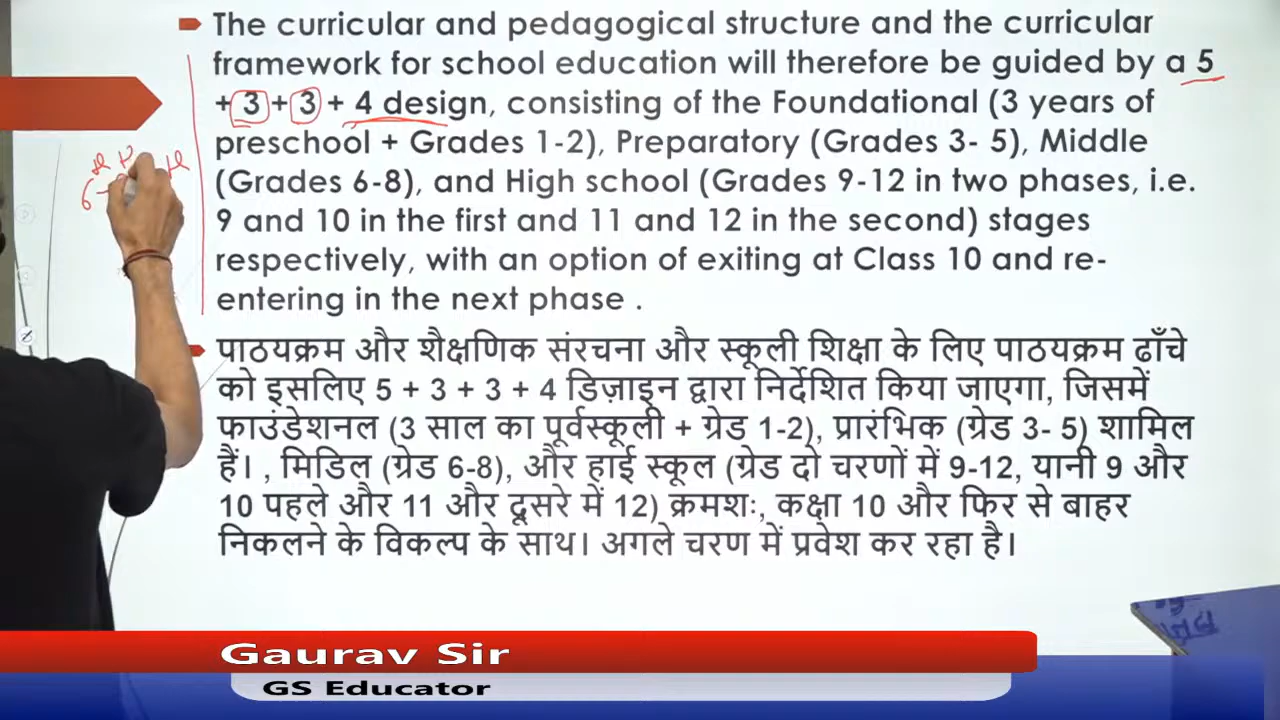 The curricular and pedagogical structure and the curricular
framework for school education will therefore be guided by a 5
+ 3 + 3 + 4 design, consisting of the Foundational (3 years of
preschool + Grades 1-2), Preparatory (Grades 3- 5), Middle
(Grades 6-8), and High school (Grades 9-12 in two phases, i.e.
9 and 10 in the first and 11 and 12 in the second) stages
respectively, with an option of exiting at Class 10 and re-
entering in the next phase .
पाठयक्रम और शैक्षणिक संरचना और स्कूली शिक्षा के लिए पाठयक्रम ढाँचे
को इसलिए 5 + 3 + 3 + 4 डिज़ाइन द्वारा निर्देशित किया जाएगा, जिसमें
फाउंडेशनल (3 साल का पूर्वस्कूली + ग्रेड 1-2), प्रारंभिक (ग्रेड 3- 5) शामिल
हैं। , मिडिल (ग्रेड 6-8), और हाई स्कूल (ग्रेड दो चरणों में 9-12, यानी 9 और
10 पहले और 11 और दूसरे में 12) क्रमशः, कक्षा 10 और फिर से बाहर
निकलने के विकल्प के साथ। अगले चरण में प्रवेश कर रहा है।
Gaurav Sir
GS Educator